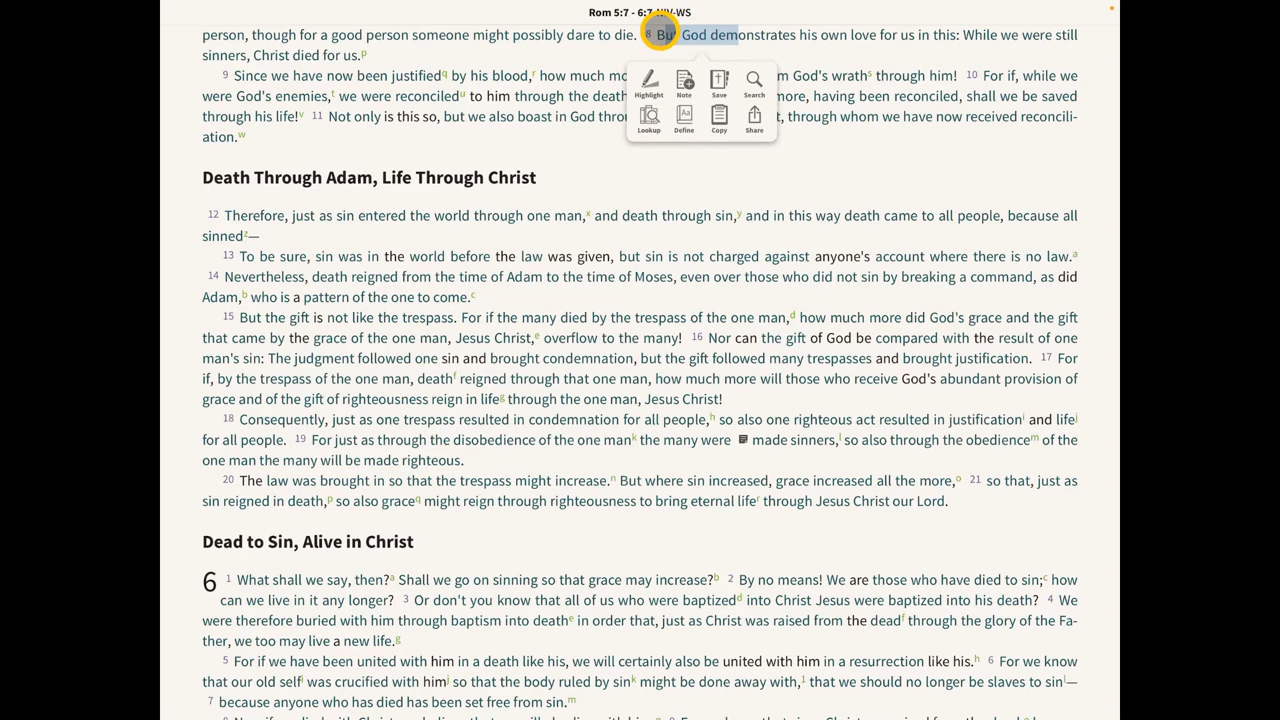 Rom 5:7 - 6:7 NIV-WS
person, though for a good person someone might possibly dare to die. 8 But God demonstrates his own love for us in this: While we were still
sinners, Christ died for us.p
9 Since we have now been justifiedq by his blood,r how much mo m God's wraths through him! 10 For if, while we
were God's enemies,t we were reconciledu to him through the death more, having been reconciled, shall we be saved
through his life!v 11 Not only is this so, but we also boast in God throu t, through whom we have now received reconcili-
ation.w
Highlight Note Save Search
Lookup Define Copy Share
Death Through Adam, Life Through Christ
12 Therefore, just as sin entered the world through one man,x and death through sin,y and in this way death came to all people, because all
sinnedz—
13 To be sure, sin was in the world before the law was given, but sin is not charged against anyone's account where there is no law.a
14 Nevertheless, death reigned from the time of Adam to the time of Moses, even over those who did not sin by breaking a command, as did
Adam,b who is a pattern of the one to come.c
15 But the gift is not like the trespass. For if the many died by the trespass of the one man,d how much more did God's grace and the gift
that came by the grace of the one man, Jesus Christ,e overflow to the many! 16 Nor can the gift of God be compared with the result of one
man's sin: The judgment followed one sin and brought condemnation, but the gift followed many trespasses and brought justification. 17 For
if, by the trespass of the one man, deathf reigned through that one man, how much more will those who receive God's abundant provision of
grace and of the gift of righteousness reign in lifeg through the one man, Jesus Christ!
18 Consequently, just as one trespass resulted in condemnation for all people,h so also one righteous act resulted in justificationi and lifej
for all people. 19 For just as through the disobedience of the one mank the many were made sinners,l so also through the obediencem of the
one man the many will be made righteous.
20 The law was brought in so that the trespass might increase.n But where sin increased, grace increased all the more,o 21 so that, just as
sin reigned in death,p so also graceq might reign through righteousness to bring eternal lifer through Jesus Christ our Lord.
Dead to Sin, Alive in Christ
6 1 What shall we say, then?a Shall we go on sinning so that grace may increase?b 2 By no means! We are those who have died to sin;c how
can we live in it any longer? 3 Or don't you know that all of us who were baptizedd into Christ Jesus were baptized into his death? 4 We
were therefore buried with him through baptism into deathe in order that, just as Christ was raised from the deadf through the glory of the Fa-
ther, we too may live a new life.g
5 For if we have been united with him in a death like his, we will certainly also be united with him in a resurrection like his.h 6 For we know
that our old selfi was crucified with himj so that the body ruled by sink might be done away with,1 that we should no longer be slaves to sinl—
7 because anyone who has died has been set free from sin.m